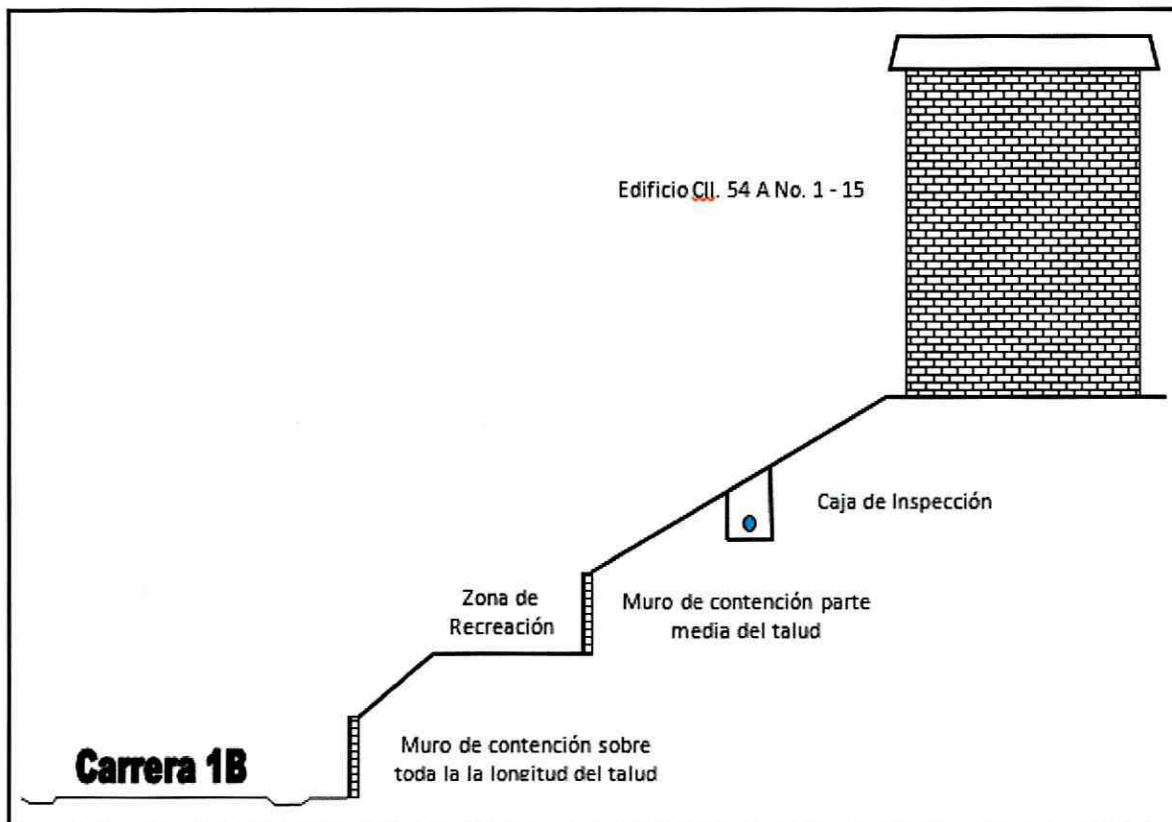 Edificio Cll. 54 A No. 1 - 15
Caja de Inspección
Zona de
Recreación
Muro de contención parte
media del talud
Muro de contención sobre
toda la la longitud del talud
Carrera 1B